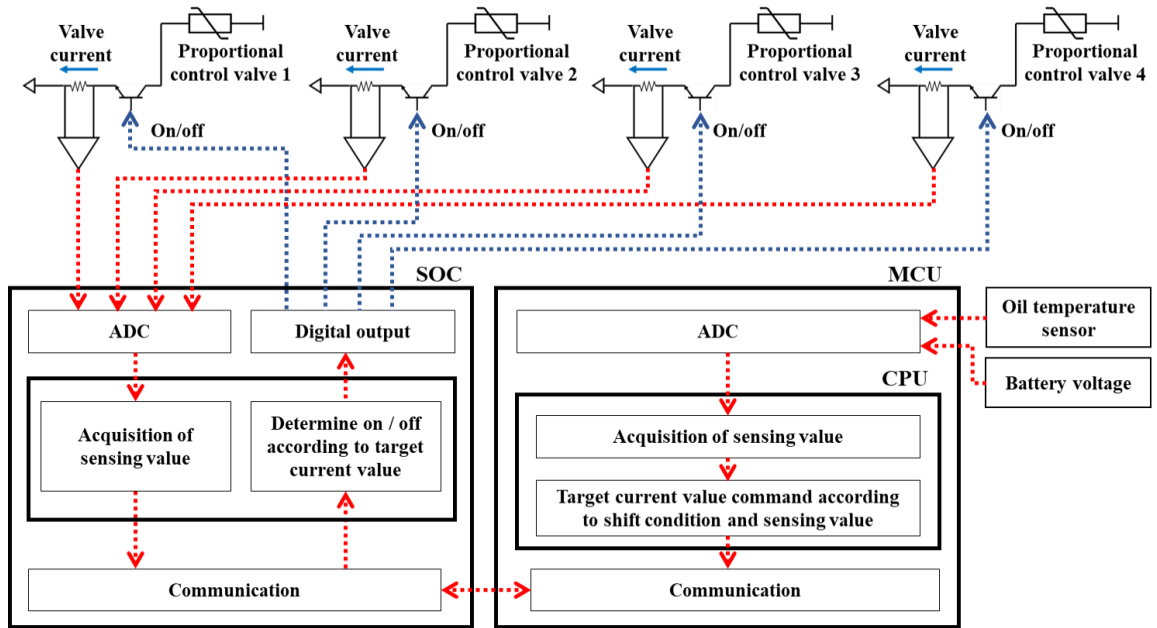 Valve
current
Proportional
control valve 1
On/off
Valve
current
Proportional
control valve 2
On/off
Valve
current
Proportional
control valve 3
On/off
Valve
current
Proportional
control valve 4
On/off
SOC
ADC
Digital output
Acquisition of
sensing value
Determine on / off
according to target
current value
Communication
MCU
ADC
CPU
Acquisition of sensing value
Target current value command according
to shift condition and sensing value
Communication
Oil temperature
sensor
Battery voltage